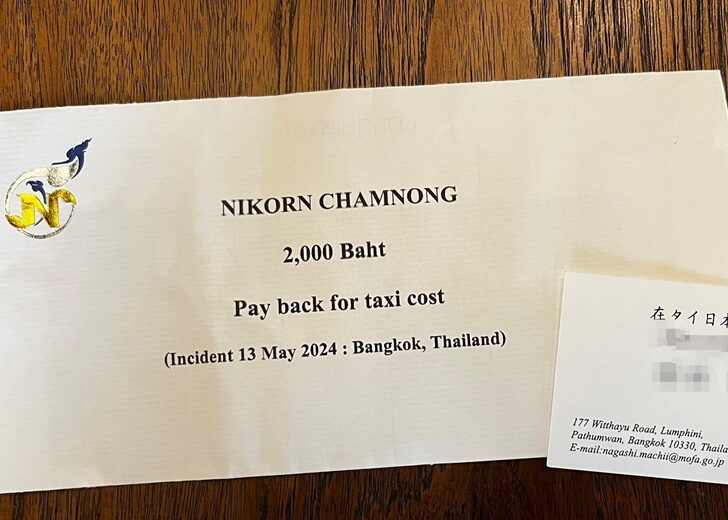 N
NIKORN CHAMNONG
2,000 Baht
Pay back for taxi cost
(Incident 13 May 2024 : Bangkok, Thailand)
在タイ日本
177 Witthayu Road, Lumphini,
Pathumwan, Bangkok 10330, Thaila
E-mail:nagashi.machii@mofa.go.jp